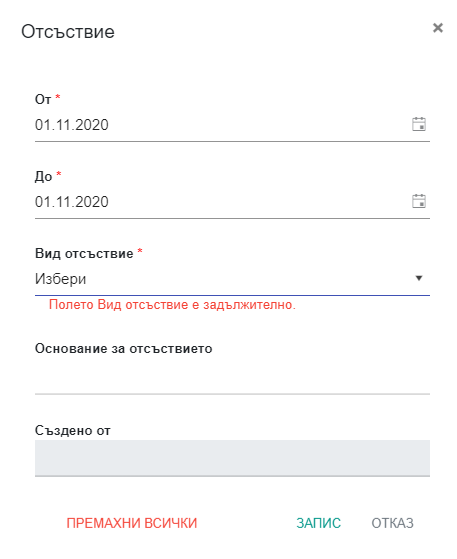 Отсъствие ×
От *
01.11.2020
До *
01.11.2020
Вид отсъствие *
Избери
Полето Вид отсъствие е задължително.
Основание за отсъствието
Създено от
ПРЕМАХНИ ВСИЧКИ ЗАПИС ОТКАЗ